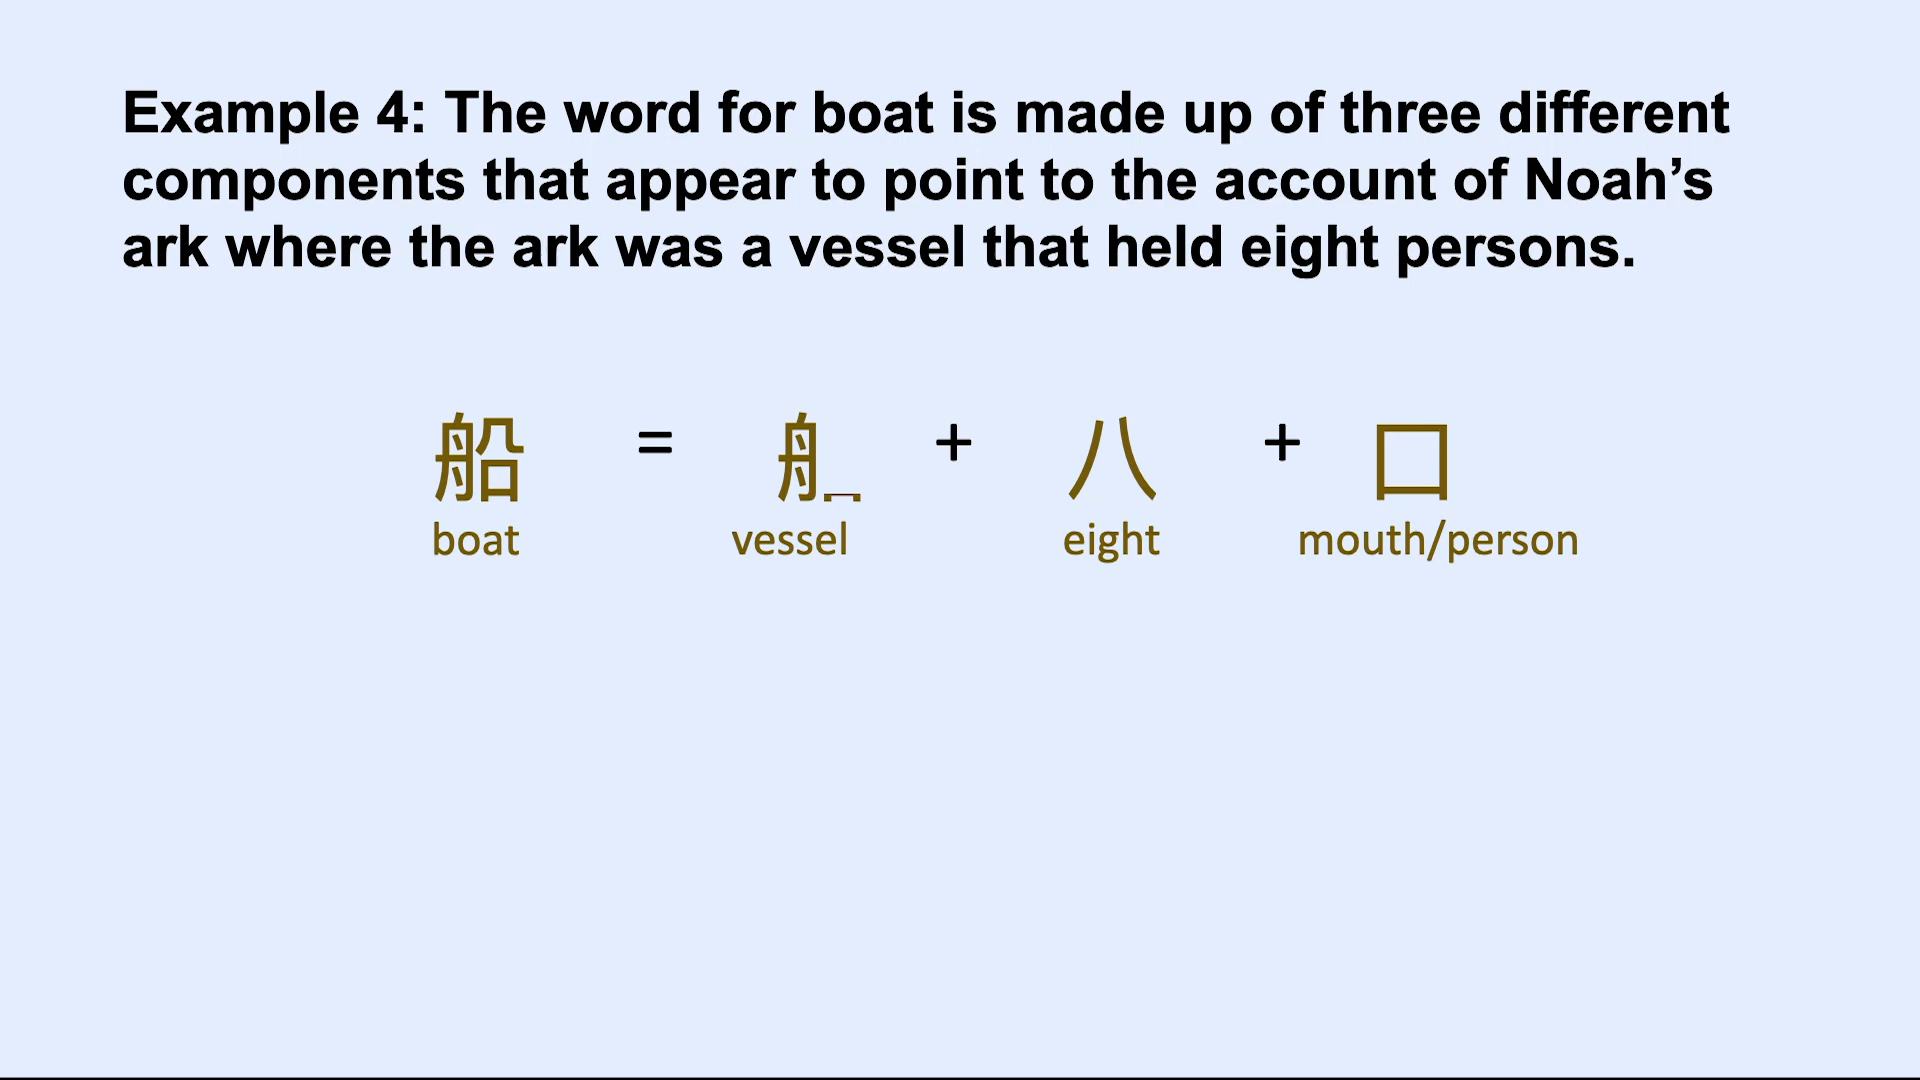 Example 4: The word for boat is made up of three different
components that appear to point to the account of Noah’s
ark where the ark was a vessel that held eight persons.
船 = 舟 + 八 + 口
boat vessel eight mouth/person